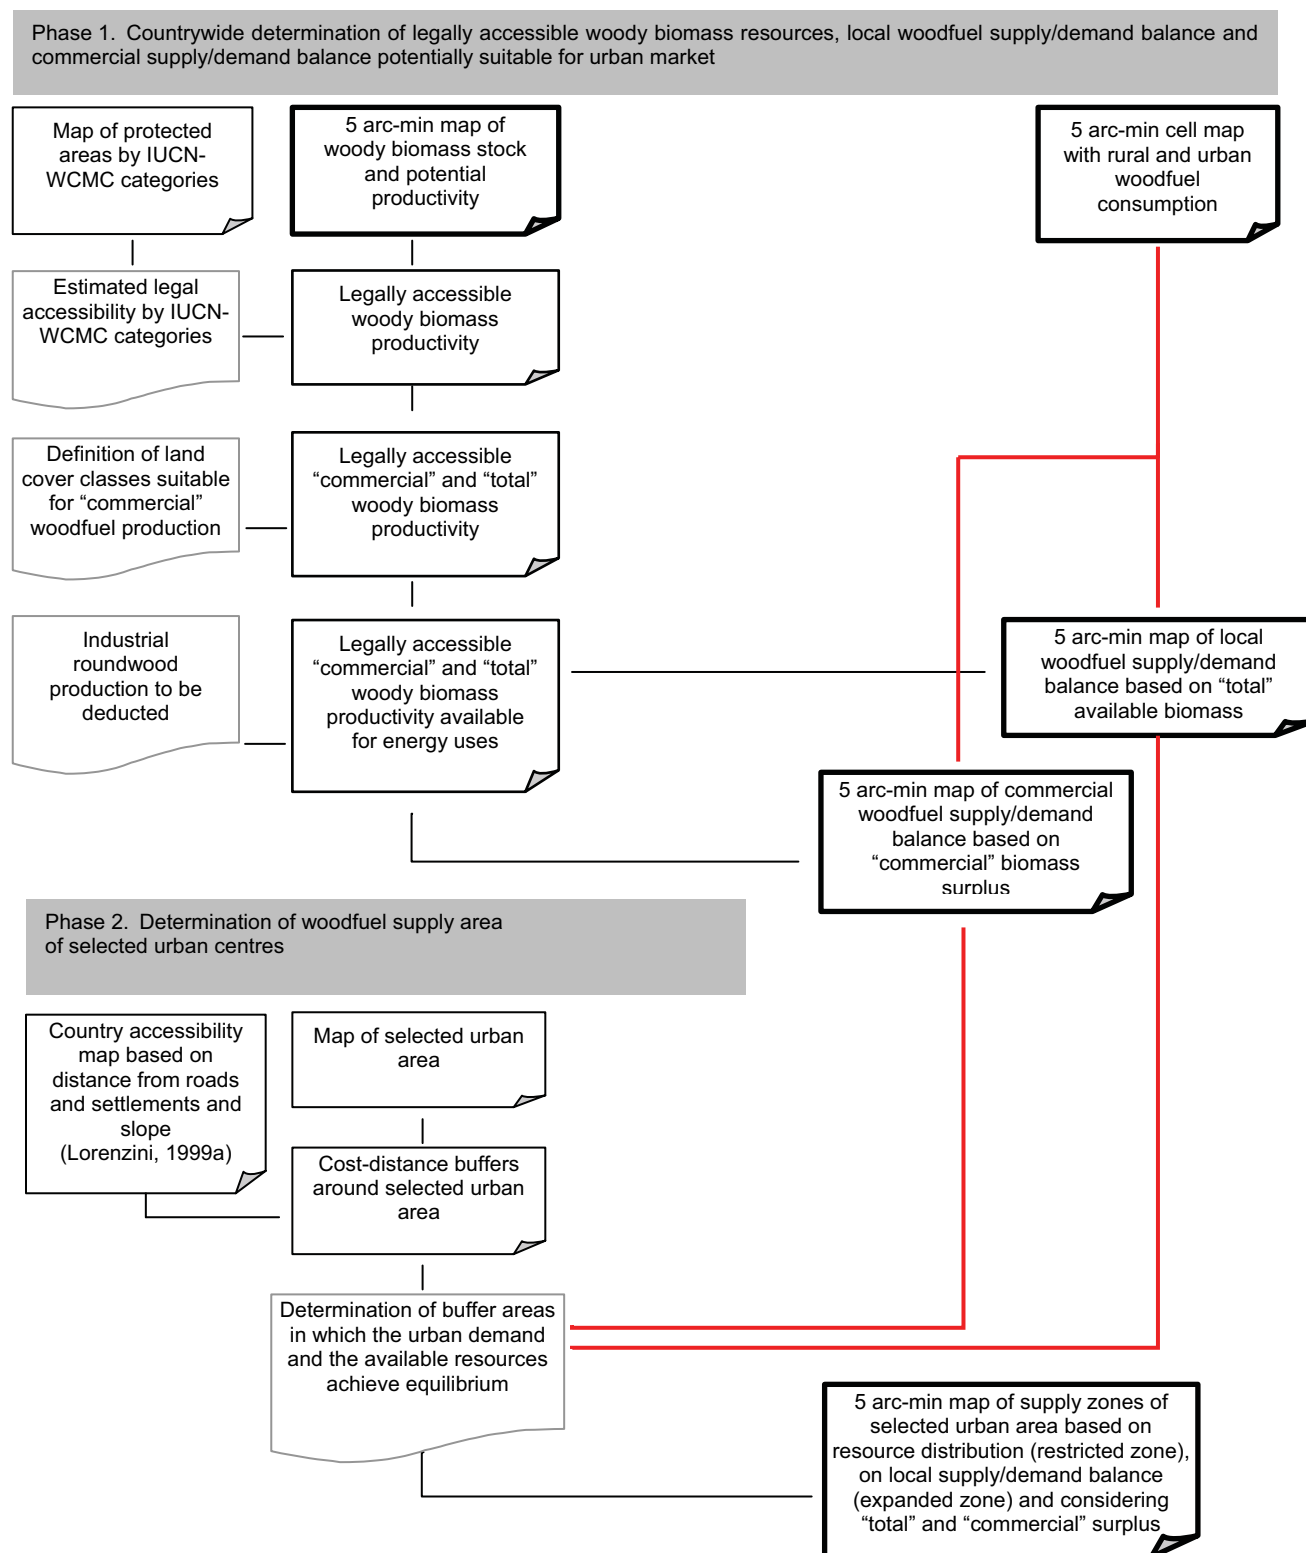 Phase 1. Countrywide determination of legally accessible woody biomass resources, local woodfuel supply/demand balance and
commercial supply/demand balance potentially suitable for urban market
Map of protected
areas by IUCN-
WCMC categories
5 arc-min map of
woody biomass stock
and potential
productivity
5 arc-min cell map
with rural and urban
woodfuel
consumption
Estimated legal
accessibility by IUCN-
WCMC categories
Legally accessible
woody biomass
productivity
Definition of land
cover classes suitable
for “commercial”
woodfuel production
Legally accessible
“commercial” and “total”
woody biomass
productivity
Industrial
roundwood
production to be
deducted
Legally accessible
“commercial” and “total”
woody biomass
productivity available
for energy uses
5 arc-min map of local
woodfuel supply/demand
balance based on “total”
available biomass
5 arc-min map of commercial
woodfuel supply/demand
balance based on
“commercial” biomass
surplus
Phase 2. Determination of woodfuel supply area
of selected urban centres
Country accessibility
map based on
distance from roads
and settlements and
slope
(Lorenzini, 1999a)
Map of selected urban
area
Cost-distance buffers
around selected urban
area
Determination of buffer areas
in which the urban demand
and the available resources
achieve equilibrium
5 arc-min map of supply zones of
selected urban area based on
resource distribution (restricted zone),
on local supply/demand balance
(expanded zone) and considering
“total” and “commercial” surplus